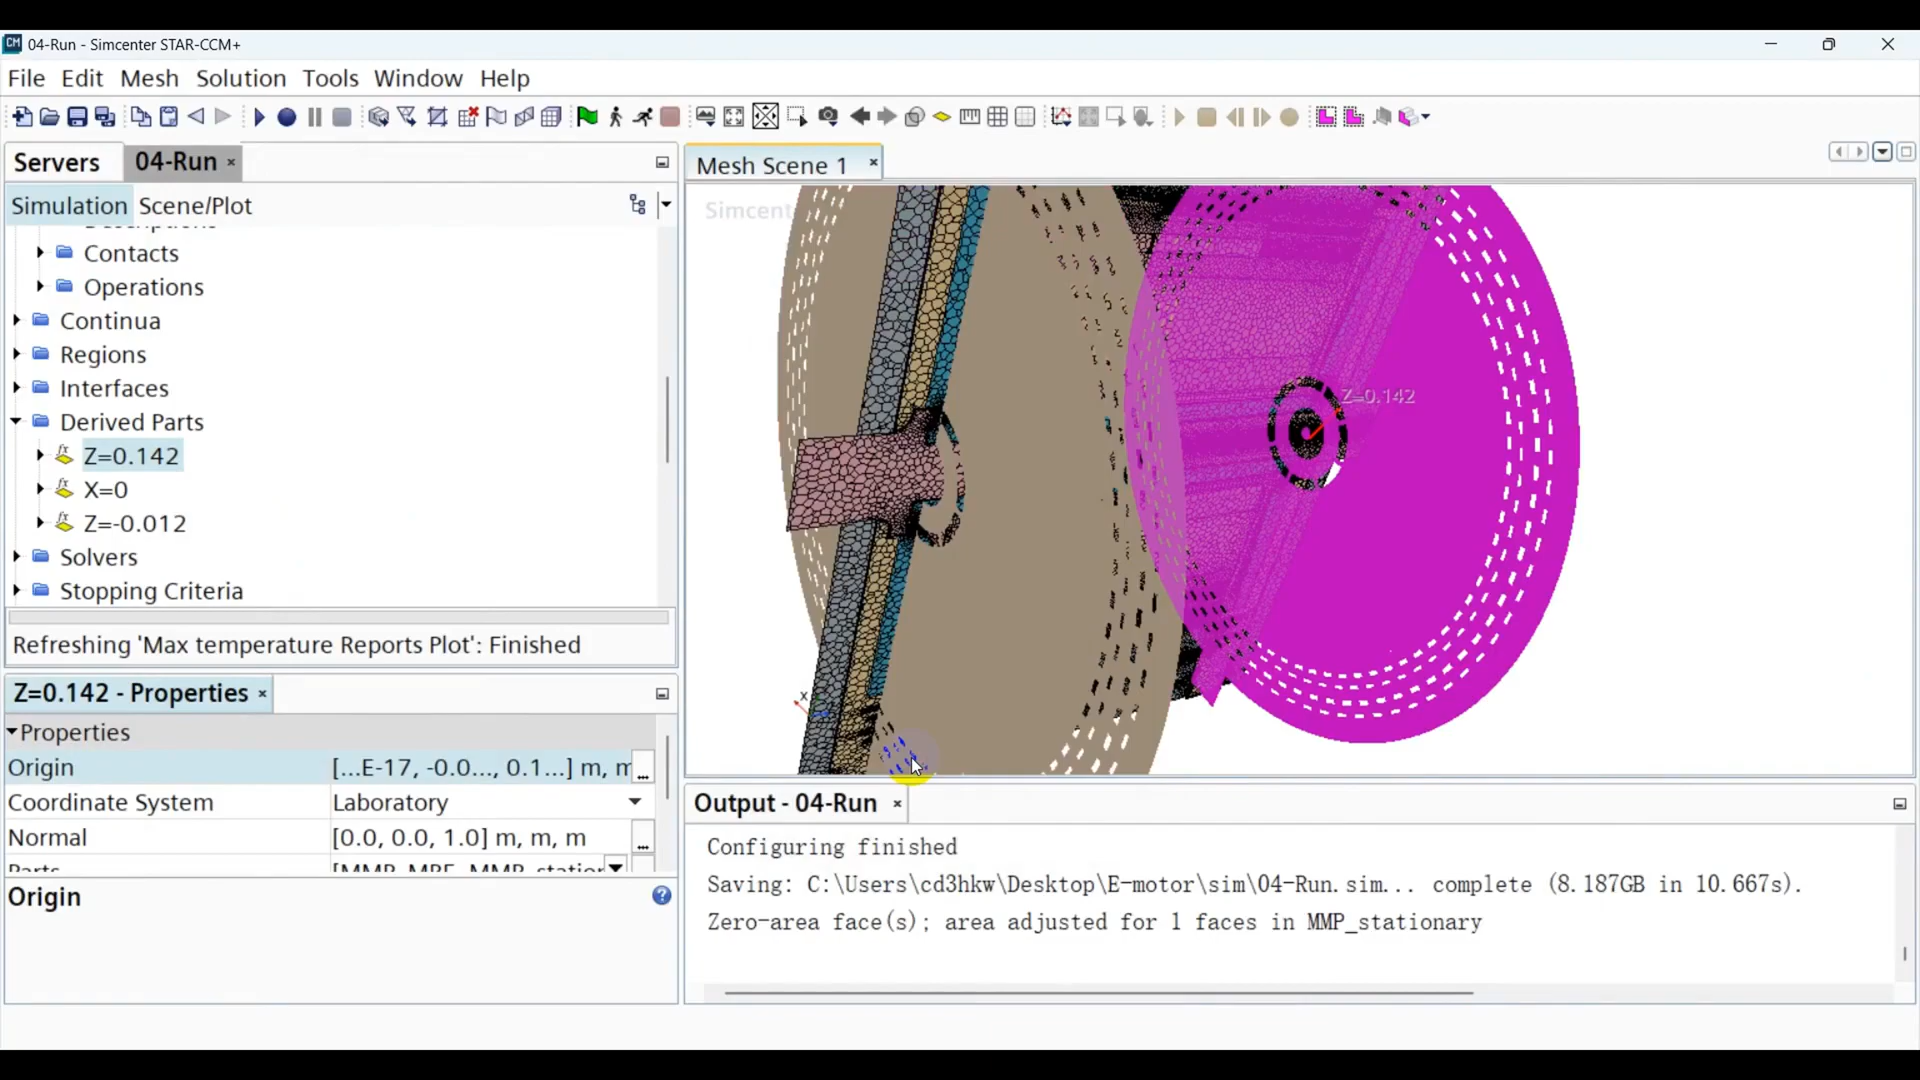 04-Run - Simcenter STAR-CCM+
File Edit Mesh Solution Tools Window Help
Servers 04-Run ×
Simulation Scene/Plot
Contacts
Operations
Continua
Regions
Interfaces
Derived Parts
Z=0.142
X=0
Z=-0.012
Solvers
Stopping Criteria
Refreshing 'Max temperature Reports Plot': Finished
Z=0.142 - Properties ×
Properties
Origin [...E-17, -0.0..., 0.1...] m, m
Coordinate System Laboratory
Normal [0.0, 0.0, 1.0] m, m, m
Origin
Mesh Scene 1 ×
Simcent
Z=0.142
X
Output - 04-Run ×
Configuring finished
Saving: C:\Users\cd3hkw\Desktop\E-motor\sim\04-Run.sim... complete (8.187GB in 10.667s).
Zero-area face(s); area adjusted for 1 faces in MMP_stationary